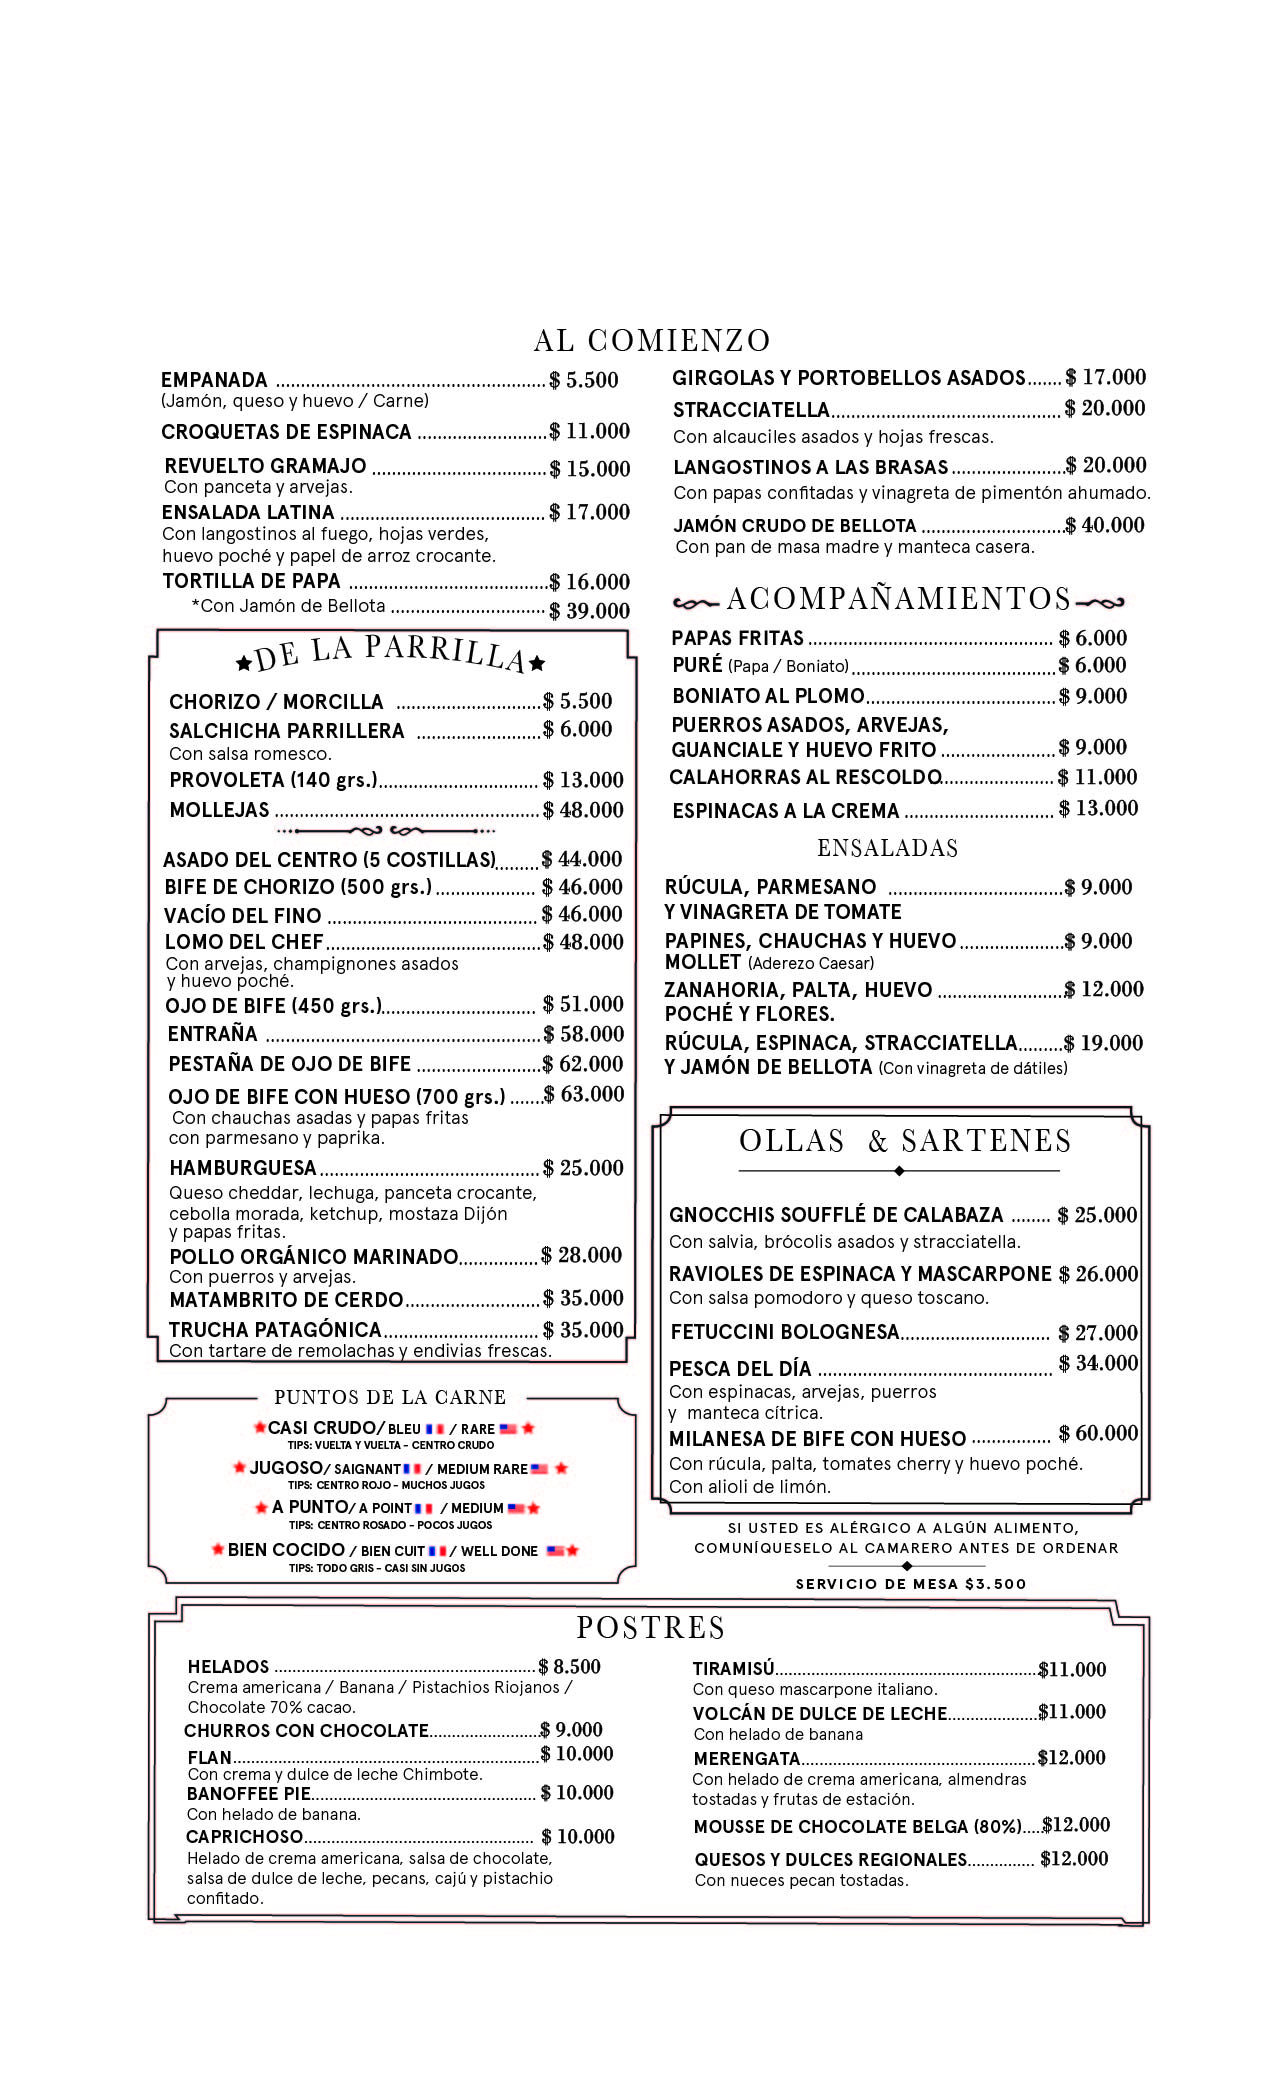 AL COMIENZO
EMPANADA ........ $ 5.500
(Jamón, queso y huevo / Carne)
CROQUETAS DE ESPINACA ........ $ 11.000
REVUELTO GRAMAJO ........ $ 15.000
Con panceta y arvejas.
ENSALADA LATINA ........ $ 17.000
Con langostinos al fuego, hojas verdes,
huevo poché y papel de arroz crocante.
TORTILLA DE PAPA ........ $ 16.000
*Con Jamón de Bellota ........ $ 39.000
GIRGOLAS Y PORTOBELLOS ASADOS ....... $ 17.000
STRACCIATELLA ........ $ 20.000
Con alcauciles asados y hojas frescas.
LANGOSTINOS A LAS BRASAS ........ $ 20.000
Con papas confitadas y vinagreta de pimentón ahumado.
JAMÓN CRUDO DE BELLOTA ........ $ 40.000
Con pan de masa madre y manteca casera.
DE LA PARRILLA
CHORIZO / MORCILLA ........ $ 5.500
SALCHICHA PARRILLERA ........ $ 6.000
Con salsa romesco.
PROVOLETA (140 grs.) ........ $ 13.000
MOLLEJAS ........ $ 48.000
ASADO DEL CENTRO (5 COSTILLAS) ........ $ 44.000
BIFE DE CHORIZO (500 grs.) ........ $ 46.000
VACÍO DEL FINO ........ $ 46.000
LOMO DEL CHEF ........ $ 48.000
Con arvejas, champignones asados
y huevo poché.
OJO DE BIFE (450 grs.) ........ $ 51.000
ENTRAÑA ........ $ 58.000
PESTAÑA DE OJO DE BIFE ........ $ 62.000
OJO DE BIFE CON HUESO (700 grs.) ....... $ 63.000
Con chauchas asadas y papas fritas
con parmesano y paprika.
HAMBURGUESA ........ $ 25.000
Queso cheddar, lechuga, panceta crocante,
cebolla morada, ketchup, mostaza Dijón
y papas fritas.
POLLO ORGÁNICO MARINADO ........ $ 28.000
Con puerros y arvejas.
MATAMBRITO DE CERDO ........ $ 35.000
TRUCHA PATAGÓNICA ........ $ 35.000
Con tartare de remolachas y endivias frescas.
ACOMPAÑAMIENTOS
PAPAS FRITAS ........ $ 6.000
PURÉ (Papa / Boniato) ........ $ 6.000
BONIATO AL PLOMO ........ $ 9.000
PUERROS ASADOS, ARVEJAS,
GUANCIALE Y HUEVO FRITO ........ $ 9.000
CALAHORRAS AL RESCOLDO ........ $ 11.000
ESPINACAS A LA CREMA ........ $ 13.000
ENSALADAS
RÚCULA, PARMESANO ........ $ 9.000
Y VINAGRETA DE TOMATE
PAPINES, CHAUCHAS Y HUEVO ........ $ 9.000
MOLLET (Aderezo Caesar)
ZANAHORIA, PALTA, HUEVO ........ $ 12.000
POCHÉ Y FLORES.
RÚCULA, ESPINACA, STRACCIATELLA ........ $ 19.000
Y JAMÓN DE BELLOTA (Con vinagreta de dátiles)
OLLAS & SARTENES
GNOCCHIS SOUFFLÉ DE CALABAZA ........ $ 25.000
Con salvia, brócolis asados y stracciatella.
RAVIOLES DE ESPINACA Y MASCARPONE $ 26.000
Con salsa pomodoro y queso toscano.
FETUCCINI BOLOGNESA ........ $ 27.000
PESCA DEL DÍA ........ $ 34.000
Con espinacas, arvejas, puerros
y manteca cítrica.
MILANESA DE BIFE CON HUESO ........ $ 60.000
Con rúcula, palta, tomates cherry y huevo poché.
Con alioli de limón.
PUNTOS DE LA CARNE
CASI CRUDO / BLEU / RARE
TIPS: VUELTA Y VUELTA - CENTRO CRUDO
JUGOSO / SAIGNANT / MEDIUM RARE
TIPS: CENTRO ROJO - MUCHOS JUGOS
A PUNTO / A POINT / MEDIUM
TIPS: CENTRO ROSADO - POCOS JUGOS
BIEN COCIDO / BIEN CUIT / WELL DONE
TIPS: TODO GRIS - CASI SIN JUGOS
SI USTED ES ALÉRGICO A ALGÚN ALIMENTO,
COMUNÍQUESELO AL CAMARERO ANTES DE ORDENAR
SERVICIO DE MESA $3.500
POSTRES
HELADOS ........ $ 8.500
Crema americana / Banana / Pistachios Riojanos /
Chocolate 70% cacao.
CHURROS CON CHOCOLATE ........ $ 9.000
FLAN ........ $ 10.000
Con crema y dulce de leche Chimbote.
BANOFFEE PIE ........ $ 10.000
Con helado de banana.
CAPRICHOSO ........ $ 10.000
Helado de crema americana, salsa de chocolate,
salsa de dulce de leche, pecans, cajú y pistachio
confitado.
TIRAMISÚ ........ $11.000
Con queso mascarpone italiano.
VOLCÁN DE DULCE DE LECHE ........ $11.000
Con helado de banana
MERENGATA ........ $12.000
Con helado de crema americana, almendras
tostadas y frutas de estación.
MOUSSE DE CHOCOLATE BELGA (80%) ..... $12.000
QUESOS Y DULCES REGIONALES ........ $12.000
Con nueces pecan tostadas.